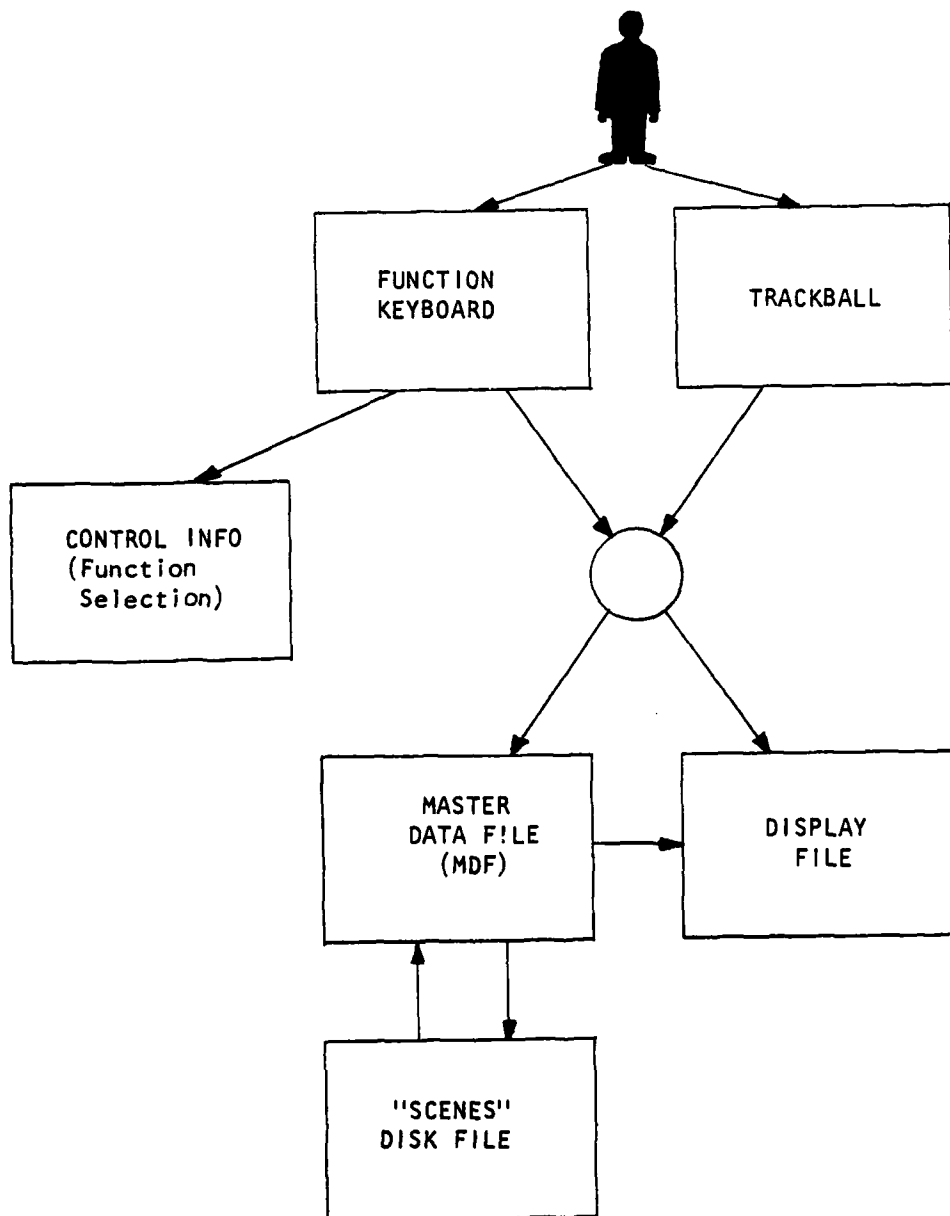 FUNCTION
KEYBOARD
TRACKBALL
CONTROL INFO
(Function
Selection)
MASTER
DATA F!LE
(MDF)
DISPLAY
FILE
"SCENES"
DISK FILE